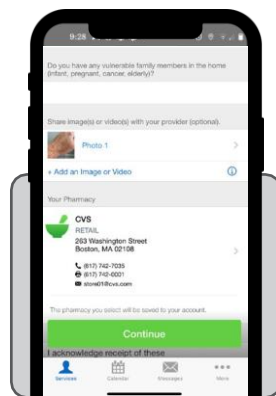 9:28
Do you have any vulnerable family members in the home
(infant, pregnant, cancer, elderly)?
Share image(s) or video(s) with your provider (optional).
Photo 1
+ Add an Image or Video
Your Pharmacy
CVS
RETAIL
263 Washington Street
Boston, MA 02108
(617) 742-7035
(617) 742-0001
store01@cvs.com
The pharmacy you select will be saved to your account.
Continue
I acknowledge receipt of these
Services
Calendar
Messages
More